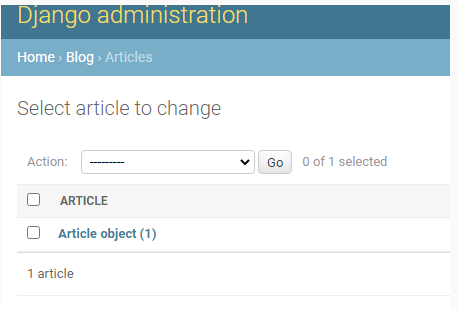 Django administration
Home › Blog › Articles
Select article to change
Action: --------- Go 0 of 1 selected
ARTICLE
Article object (1)
1 article